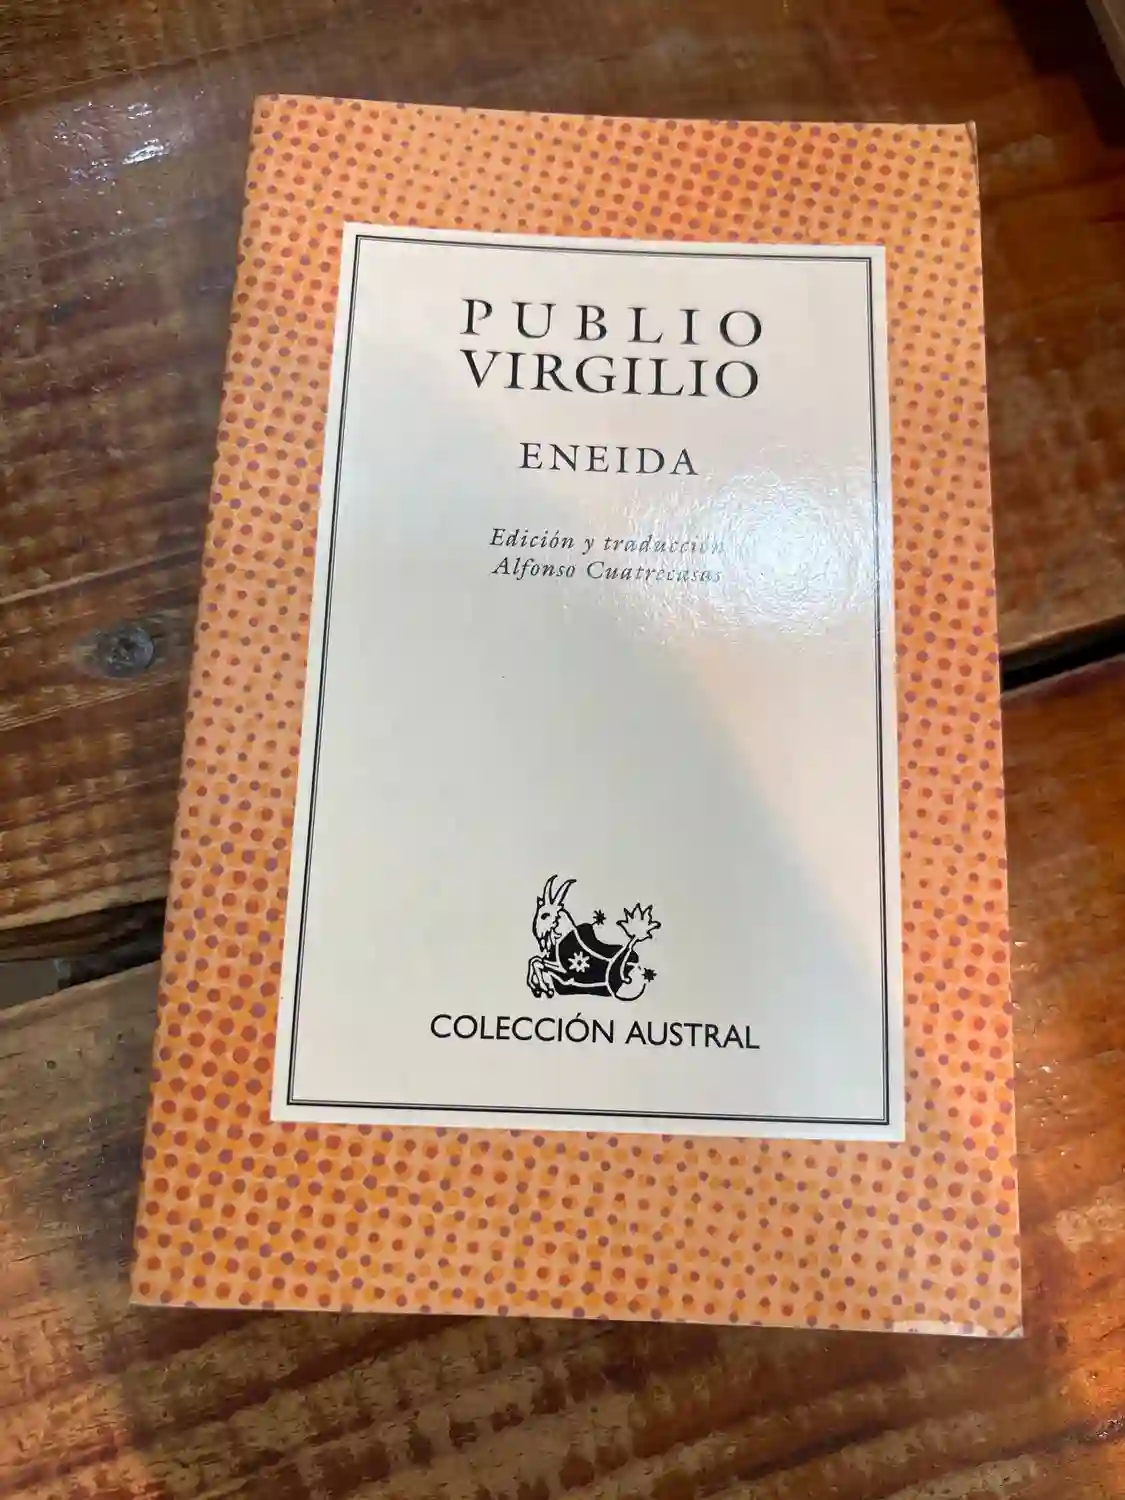 PUBLIO
VIRGILIO
ENEIDA
Edición y traducción
Alfonso Cuatrecasas
COLECCIÓN AUSTRAL